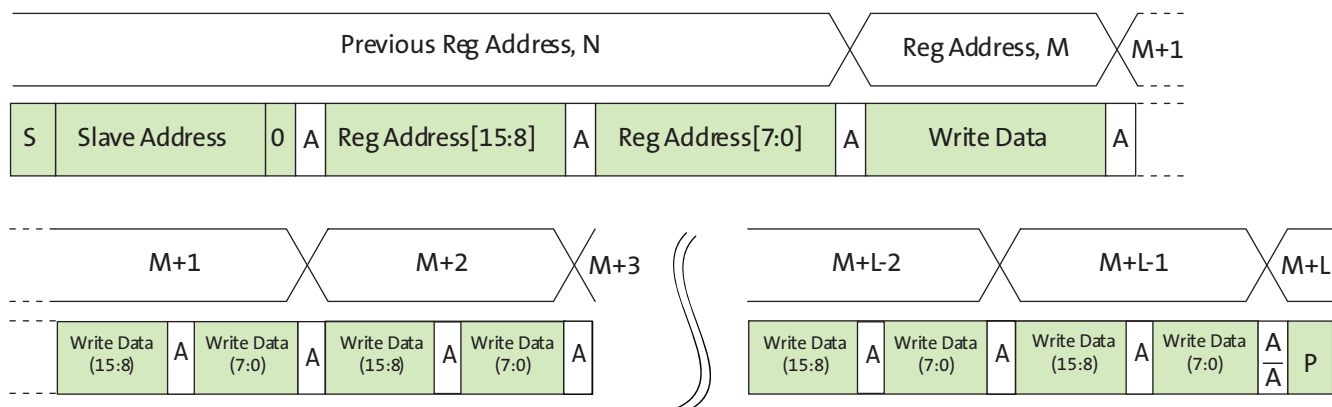 Previous Reg Address, N Reg Address, M M+1
S Slave Address 0 A Reg Address[15:8] A Reg Address[7:0] A Write Data A
M+1 M+2 M+3 M+L-2 M+L-1 M+L
Write Data (15:8) A Write Data (7:0) A Write Data (15:8) A Write Data (7:0) A Write Data (15:8) A Write Data (7:0) A Write Data (15:8) A Write Data (7:0) A A P